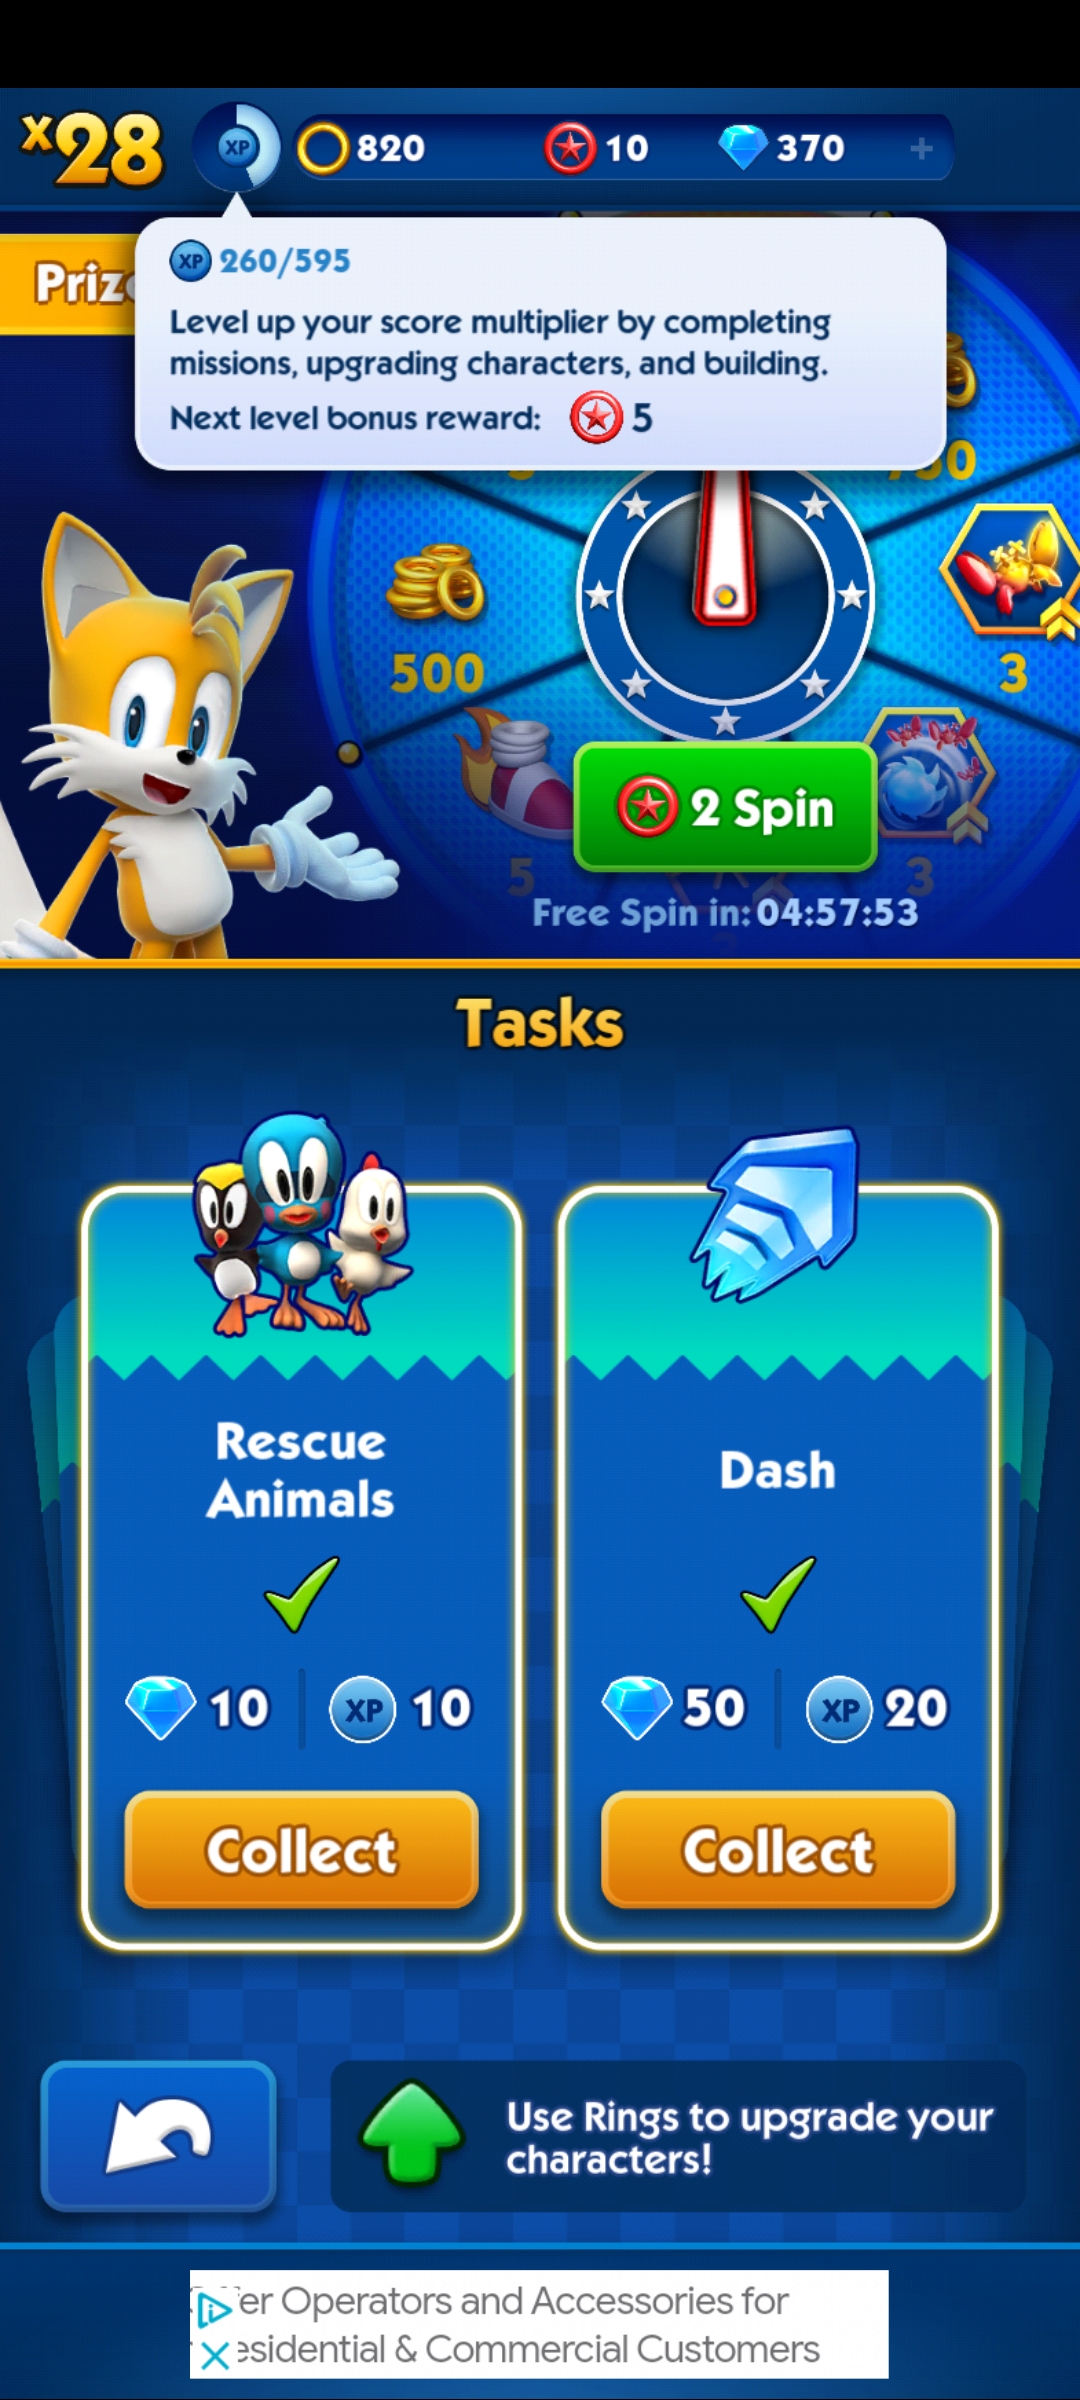 x28
XP
820
10
370
+
Priz
XP 260/595
Level up your score multiplier by completing
missions, upgrading characters, and building.
Next level bonus reward: 5
500
3
2 Spin
5
3
Free Spin in: 04:57:53
Tasks
Rescue
Animals
10 XP 10
Collect
Dash
50 XP 20
Collect
Use Rings to upgrade your
characters!
er Operators and Accessories for
esidential & Commercial Customers